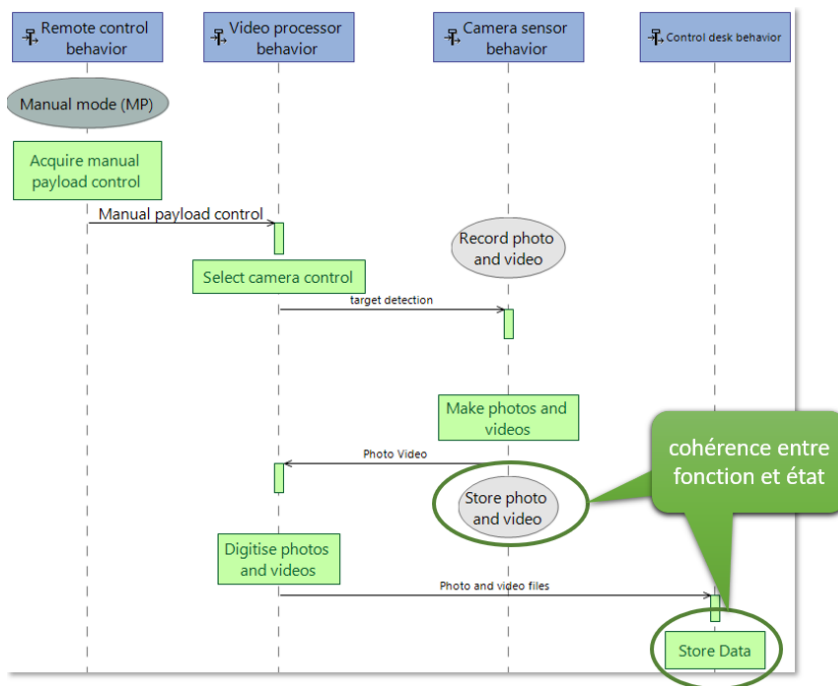 Remote control
behavior
Video processor
behavior
Camera sensor
behavior
Control desk behavior
Manual mode (MP)
Acquire manual
payload control
Manual payload control
Record photo
and video
Select camera control
target detection
Make photos and
videos
cohérence entre
fonction et état
Photo Video
Store photo
and video
Digitise photos
and videos
Photo and video files
Store Data